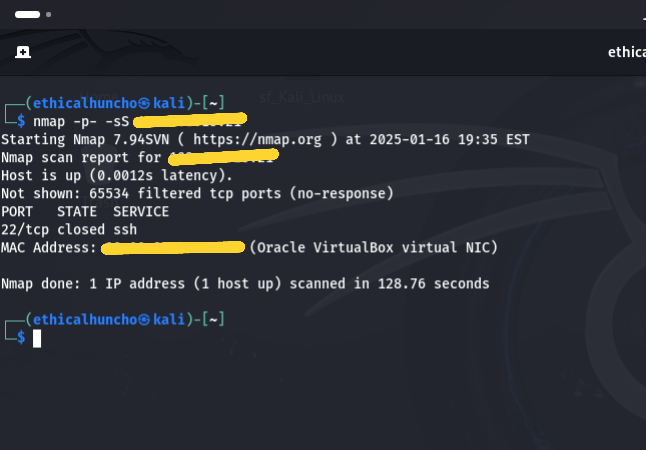 ethica
sf_Kali_Linux
┌──(ethicalhuncho㉿kali)-[~]
└─$ nmap -p- -sS
Starting Nmap 7.94SVN ( https://nmap.org ) at 2025-01-16 19:35 EST
Nmap scan report for
Host is up (0.0012s latency).
Not shown: 65534 filtered tcp ports (no-response)
PORT   STATE  SERVICE
22/tcp closed ssh
MAC Address: (Oracle VirtualBox virtual NIC)
Nmap done: 1 IP address (1 host up) scanned in 128.76 seconds
┌──(ethicalhuncho㉿kali)-[~]
└─$